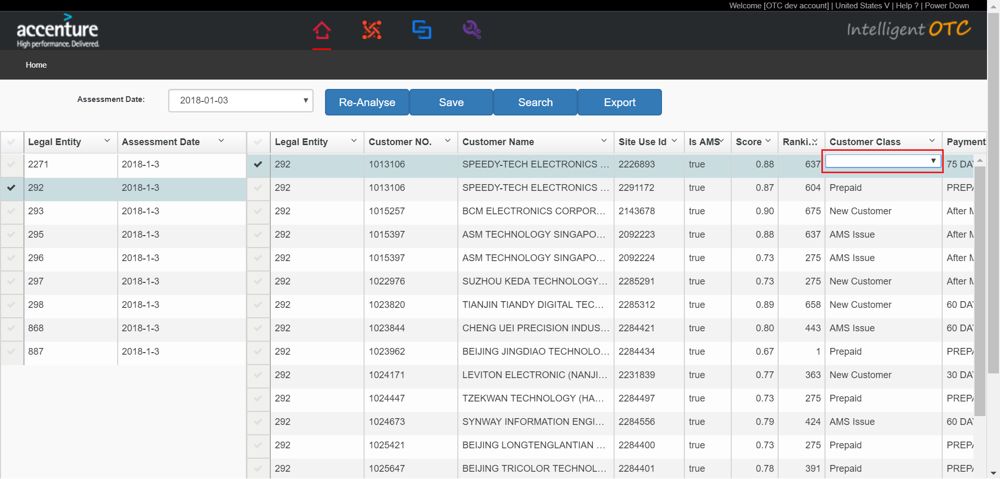 Welcome [OTC dev account] | United States V | Help ? | Power Down
accenture
High performance. Delivered.
Intelligent OTC
Home
Assessment Date: 2018-01-03 Re-Analyse Save Search Export
Legal Entity Assessment Date Legal Entity Customer NO. Customer Name Site Use Id Is AMS Score Ranki... Customer Class Payment
2271 2018-1-3 292 1013106 SPEEDY-TECH ELECTRONICS ... 2226893 true 0.88 637 75 DA
292 2018-1-3 292 1013106 SPEEDY-TECH ELECTRONICS ... 2291172 true 0.87 604 Prepaid PREPA
293 2018-1-3 292 1015257 BCM ELECTRONICS CORPOR... 2143678 true 0.90 675 New Customer After M
295 2018-1-3 292 1015397 ASM TECHNOLOGY SINGAPO... 2092223 true 0.88 637 AMS Issue After M
296 2018-1-3 292 1015397 ASM TECHNOLOGY SINGAPO... 2092224 true 0.73 275 AMS Issue After M
297 2018-1-3 292 1022976 SUZHOU KEDA TECHNOLOGY... 2285291 true 0.73 275 New Customer After M
298 2018-1-3 292 1023820 TIANJIN TIANDY DIGITAL TEC... 2285312 true 0.89 658 New Customer 60 DA
868 2018-1-3 292 1023844 CHENG UEI PRECISION INDUS... 2284421 true 0.80 443 AMS Issue 60 DA
887 2018-1-3 292 1023962 BEIJING JINGDIAO TECHNOLO... 2284434 true 0.67 1 Prepaid PREPA
292 1024171 LEVITON ELECTRONIC (NANJI... 2231839 true 0.77 363 New Customer 30 DA
292 1024447 TZEKWAN TECHNOLOGY (HA... 2284497 true 0.73 275 Prepaid PREPA
292 1024673 SYNWAY INFORMATION ENGI... 2284556 true 0.79 424 AMS Issue 60 DA
292 1025421 BEIJING LONGTENGLANTIAN ... 2284400 true 0.73 275 Prepaid PREPA
292 1025647 BEIJING TRICOLOR TECHNOL... 2284401 true 0.78 391 Prepaid PREPA